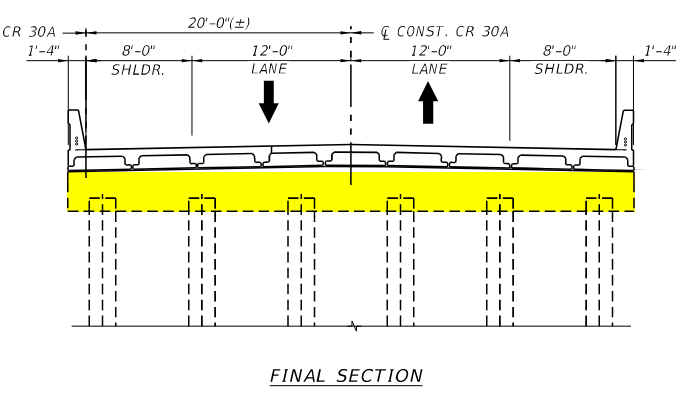 20'-0"(±)
CR 30A
℄ CONST. CR 30A
1'-4"
8'-0"
12'-0"
12'-0"
8'-0"
1'-4"
SHLDR.
LANE
LANE
SHLDR.
FINAL SECTION